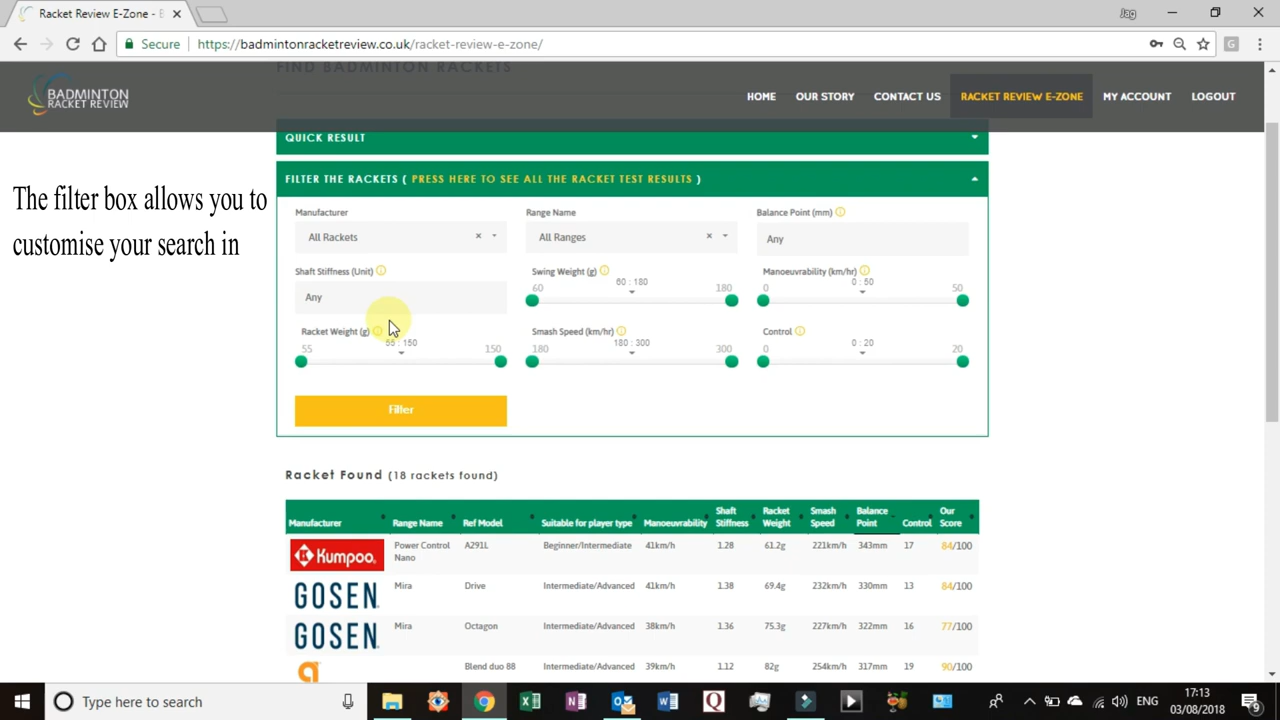 Racket Review E-Zone - B
Jag
Secure
https://badmintonracketreview.co.uk/racket-review-e-zone/
FIND BADMINTON RACKETS
BADMINTON
RACKET REVIEW
HOME OUR STORY CONTACT US RACKET REVIEW E-ZONE MY ACCOUNT LOGOUT
QUICK RESULT
The filter box allows you to
customise your search in
FILTER THE RACKETS ( PRESS HERE TO SEE ALL THE RACKET TEST RESULTS )
Manufacturer Range Name Balance Point (mm)
All Rackets × All Ranges × Any
Shaft Stiffness (Unit) Swing Weight (g) Manoeuvrability (km/hr)
60 : 180 0 : 50
60 180 0 50
Any
Racket Weight (g) Smash Speed (km/hr) Control
55 : 150 180 : 300 0 : 20
55 150 180 300 0 20
Filter
Racket Found (18 rackets found)
Manufacturer Range Name Ref Model Suitable for player type Manoeuvrability Shaft Stiffness Racket Weight Smash Speed Balance Point Control Our Score
Kumpoo. Power Control Nano A291L Beginner/Intermediate 41km/h 1.28 61.2g 221km/h 343mm 17 84/100
GOSEN Mira Drive Intermediate/Advanced 41km/h 1.38 69.4g 232km/h 330mm 13 84/100
GOSEN Mira Octagon Intermediate/Advanced 38km/h 1.36 75.3g 227km/h 322mm 16 77/100
Blend duo 88 Intermediate/Advanced 39km/h 1.12 82g 254km/h 317mm 19 90/100
Type here to search
ENG
17:13
03/08/2018
9